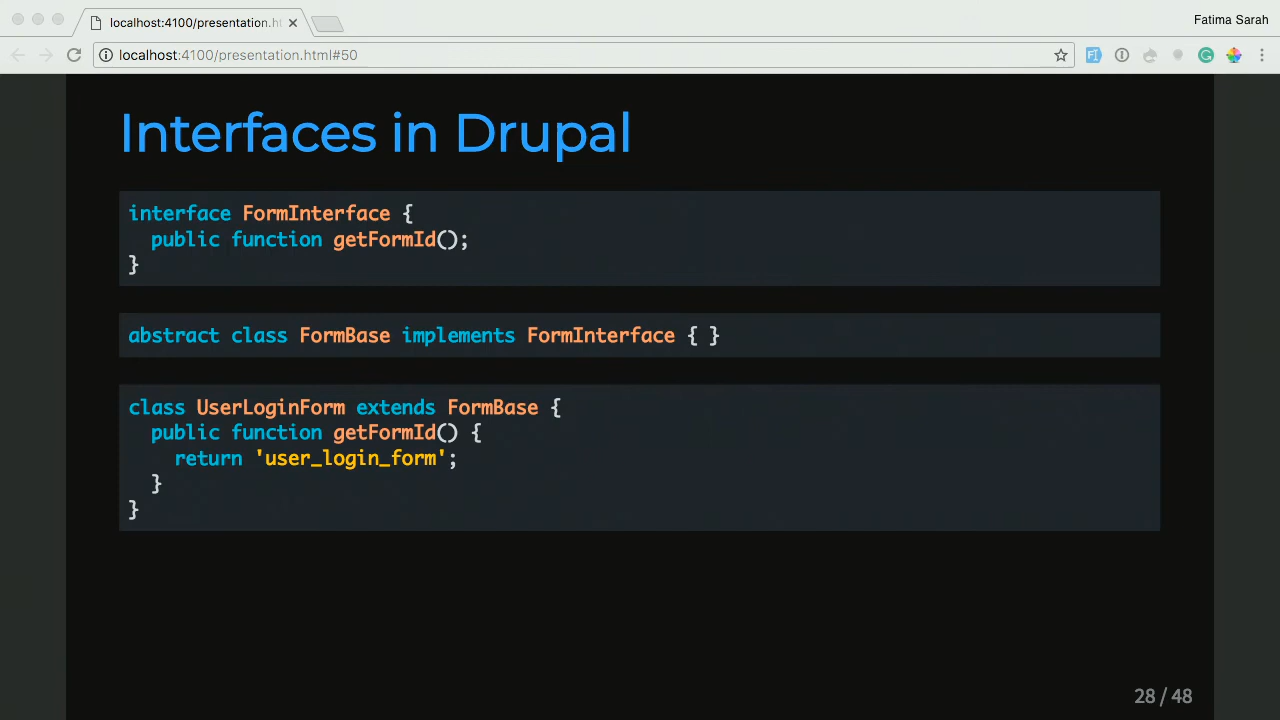 localhost:4100/presentation.h
Fatima Sarah
localhost:4100/presentation.html#50
Interfaces in Drupal
interface FormInterface {
  public function getFormId();
}
abstract class FormBase implements FormInterface { }
class UserLoginForm extends FormBase {
  public function getFormId() {
    return 'user_login_form';
  }
}
28 / 48